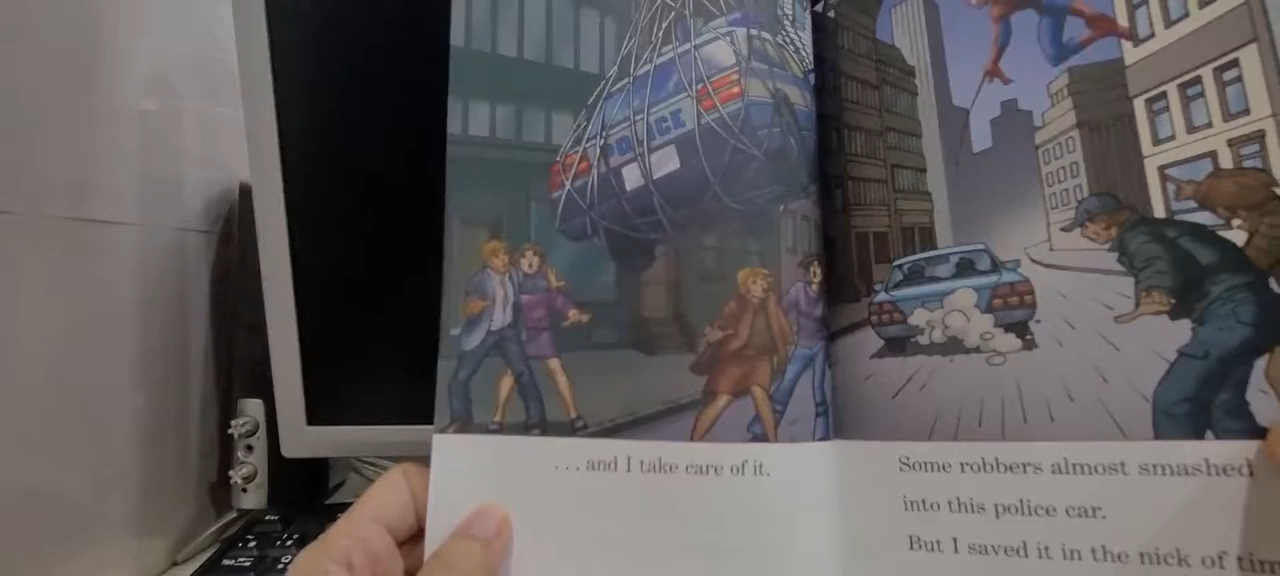 POLICE
... and I take care of it.
Some robbers almost smashed
into this police car.
But I saved it in the nick of